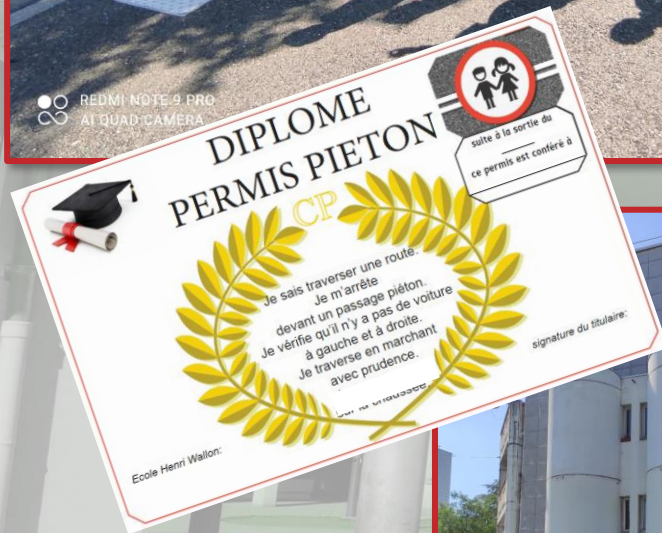 REDMI NOTE 9 PRO
AI QUAD CAMERA
DIPLOME
PERMIS PIETON
CP
suite à la sortie du
ce permis est conféré à
Je sais traverser une route.
Je m'arrête
devant un passage piéton.
Je vérifie qu'il n'y a pas de voiture
à gauche et à droite.
Je traverse en marchant
avec prudence.
la chaussée
signature du titulaire:
Ecole Henri Wallon: